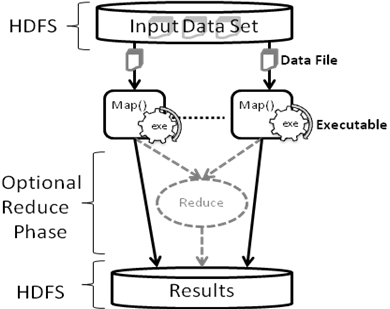 HDFS
Input Data Set
Data File
Map()
exe
Map()
exe
Executable
Optional
Reduce
Phase
Reduce
HDFS
Results